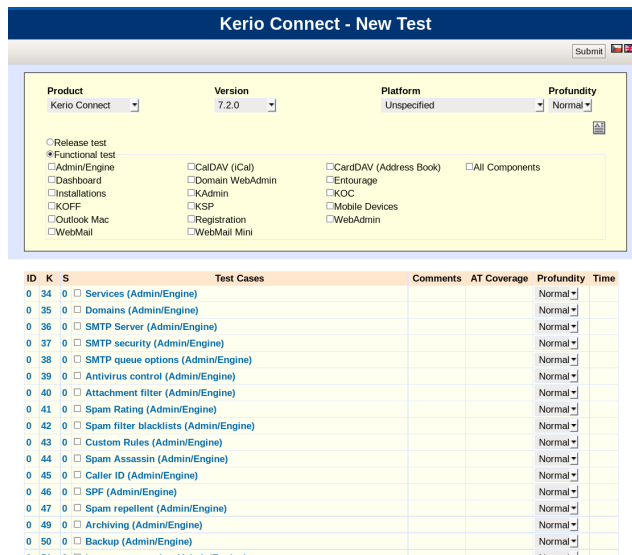 Kerio Connect - New Test
Submit
Product Version Platform Profundity
Kerio Connect 7.2.0 Unspecified Normal
Release test
Functional test
Admin/Engine CalDAV (iCal) CardDAV (Address Book) All Components
Dashboard Domain WebAdmin Entourage
Installations KAdmin KOC
KOFF KSP Mobile Devices
Outlook Mac Registration WebAdmin
WebMail WebMail Mini
ID K S Test Cases Comments AT Coverage Profundity Time
0 34 0 Services (Admin/Engine) Normal
0 35 0 Domains (Admin/Engine) Normal
0 36 0 SMTP Server (Admin/Engine) Normal
0 37 0 SMTP security (Admin/Engine) Normal
0 38 0 SMTP queue options (Admin/Engine) Normal
0 39 0 Antivirus control (Admin/Engine) Normal
0 40 0 Attachment filter (Admin/Engine) Normal
0 41 0 Spam Rating (Admin/Engine) Normal
0 42 0 Spam filter blacklists (Admin/Engine) Normal
0 43 0 Custom Rules (Admin/Engine) Normal
0 44 0 Spam Assassin (Admin/Engine) Normal
0 45 0 Caller ID (Admin/Engine) Normal
0 46 0 SPF (Admin/Engine) Normal
0 47 0 Spam repellent (Admin/Engine) Normal
0 49 0 Archiving (Admin/Engine) Normal
0 50 0 Backup (Admin/Engine) Normal